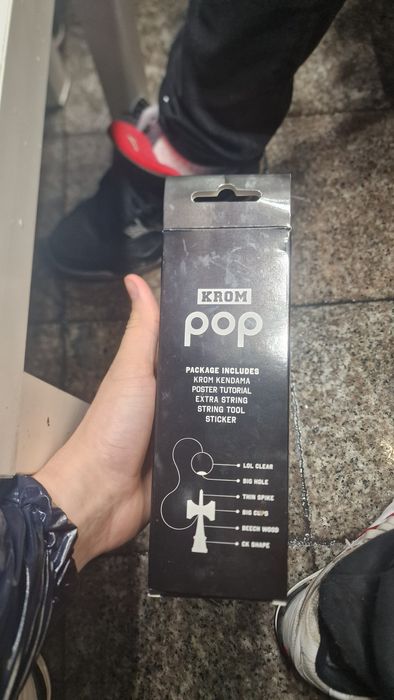 KROM
pop
PACKAGE INCLUDES
KROM KENDAMA
POSTER TUTORIAL
EXTRA STRING
STRING TOOL
STICKER
LOL CLEAR
BIG HOLE
THIN SPIKE
BIG CUPS
BEECH WOOD
CK SHAPE